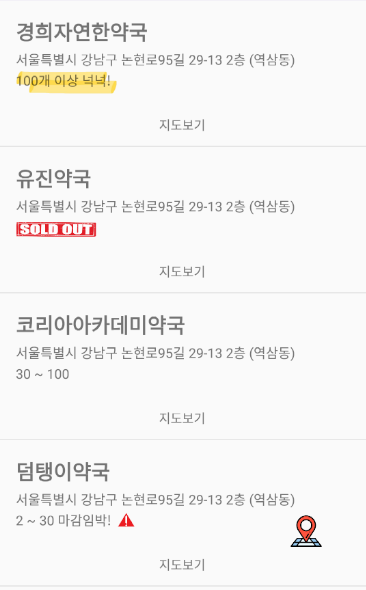 경희자연한약국
서울특별시 강남구 논현로95길 29-13 2층 (역삼동)
100개 이상 넉넉!
지도보기
유진약국
서울특별시 강남구 논현로95길 29-13 2층 (역삼동)
SOLD OUT
지도보기
코리아아카데미약국
서울특별시 강남구 논현로95길 29-13 2층 (역삼동)
30 ~ 100
지도보기
덤탱이약국
서울특별시 강남구 논현로95길 29-13 2층 (역삼동)
2 ~ 30 마감임박!
지도보기